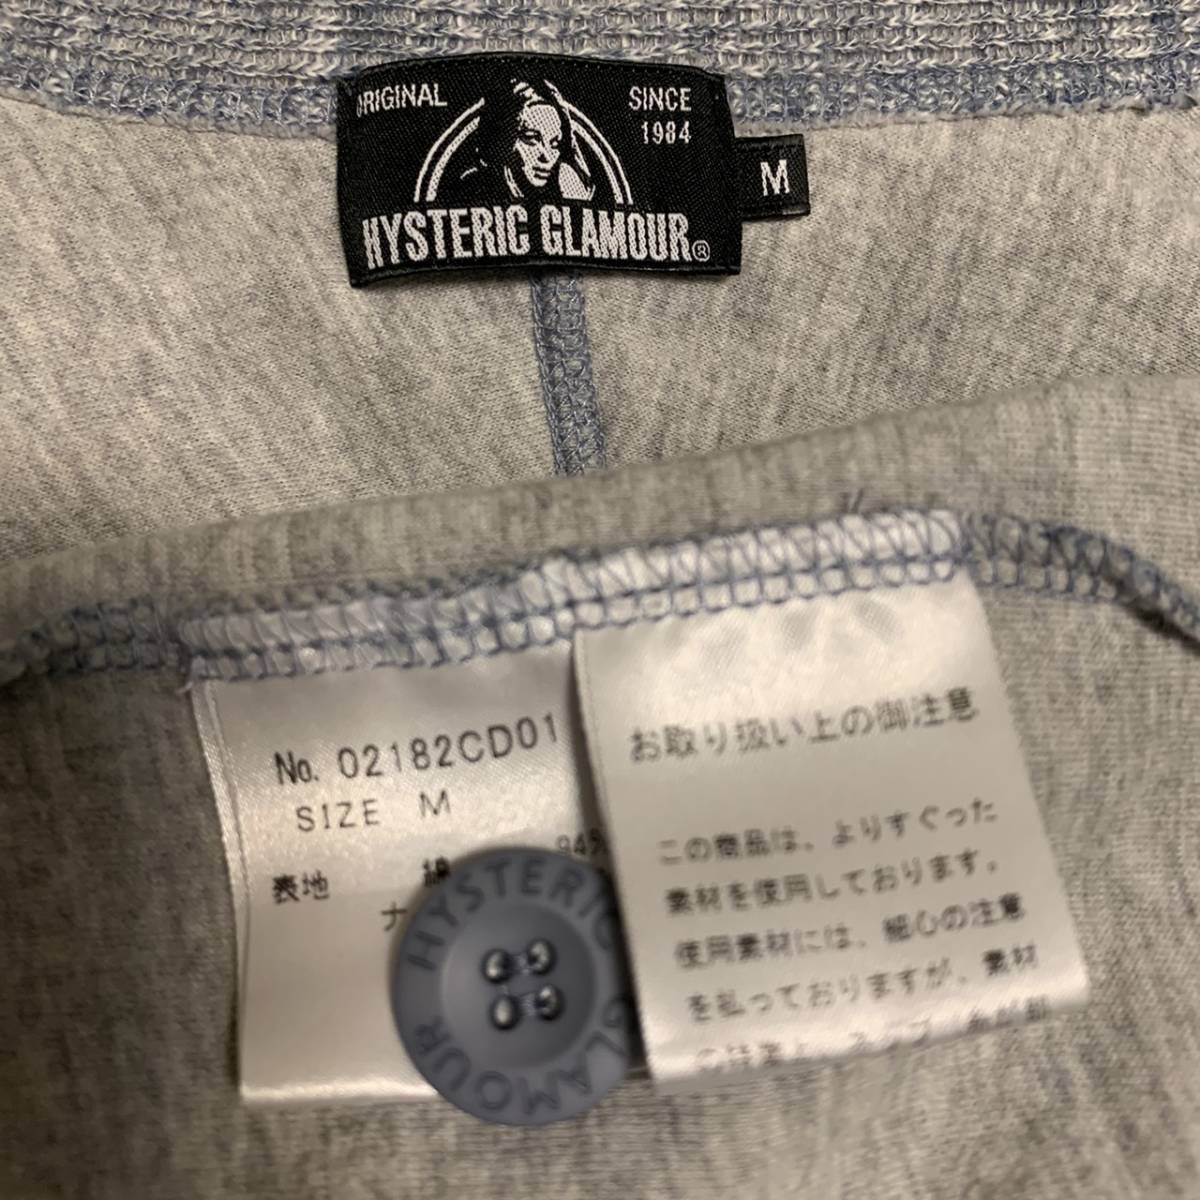 ORIGINAL
SINCE
1984
M
HYSTERIC GLAMOUR®
No. 02182CD01
SIZE M
表地 綿 94%
ナ
HYSTERIC GLAMOUR
お取り扱い上の御注意
この商品は、よりすぐった
素材を使用しております。
使用素材には、細心の注意
を払っておりますが、素材